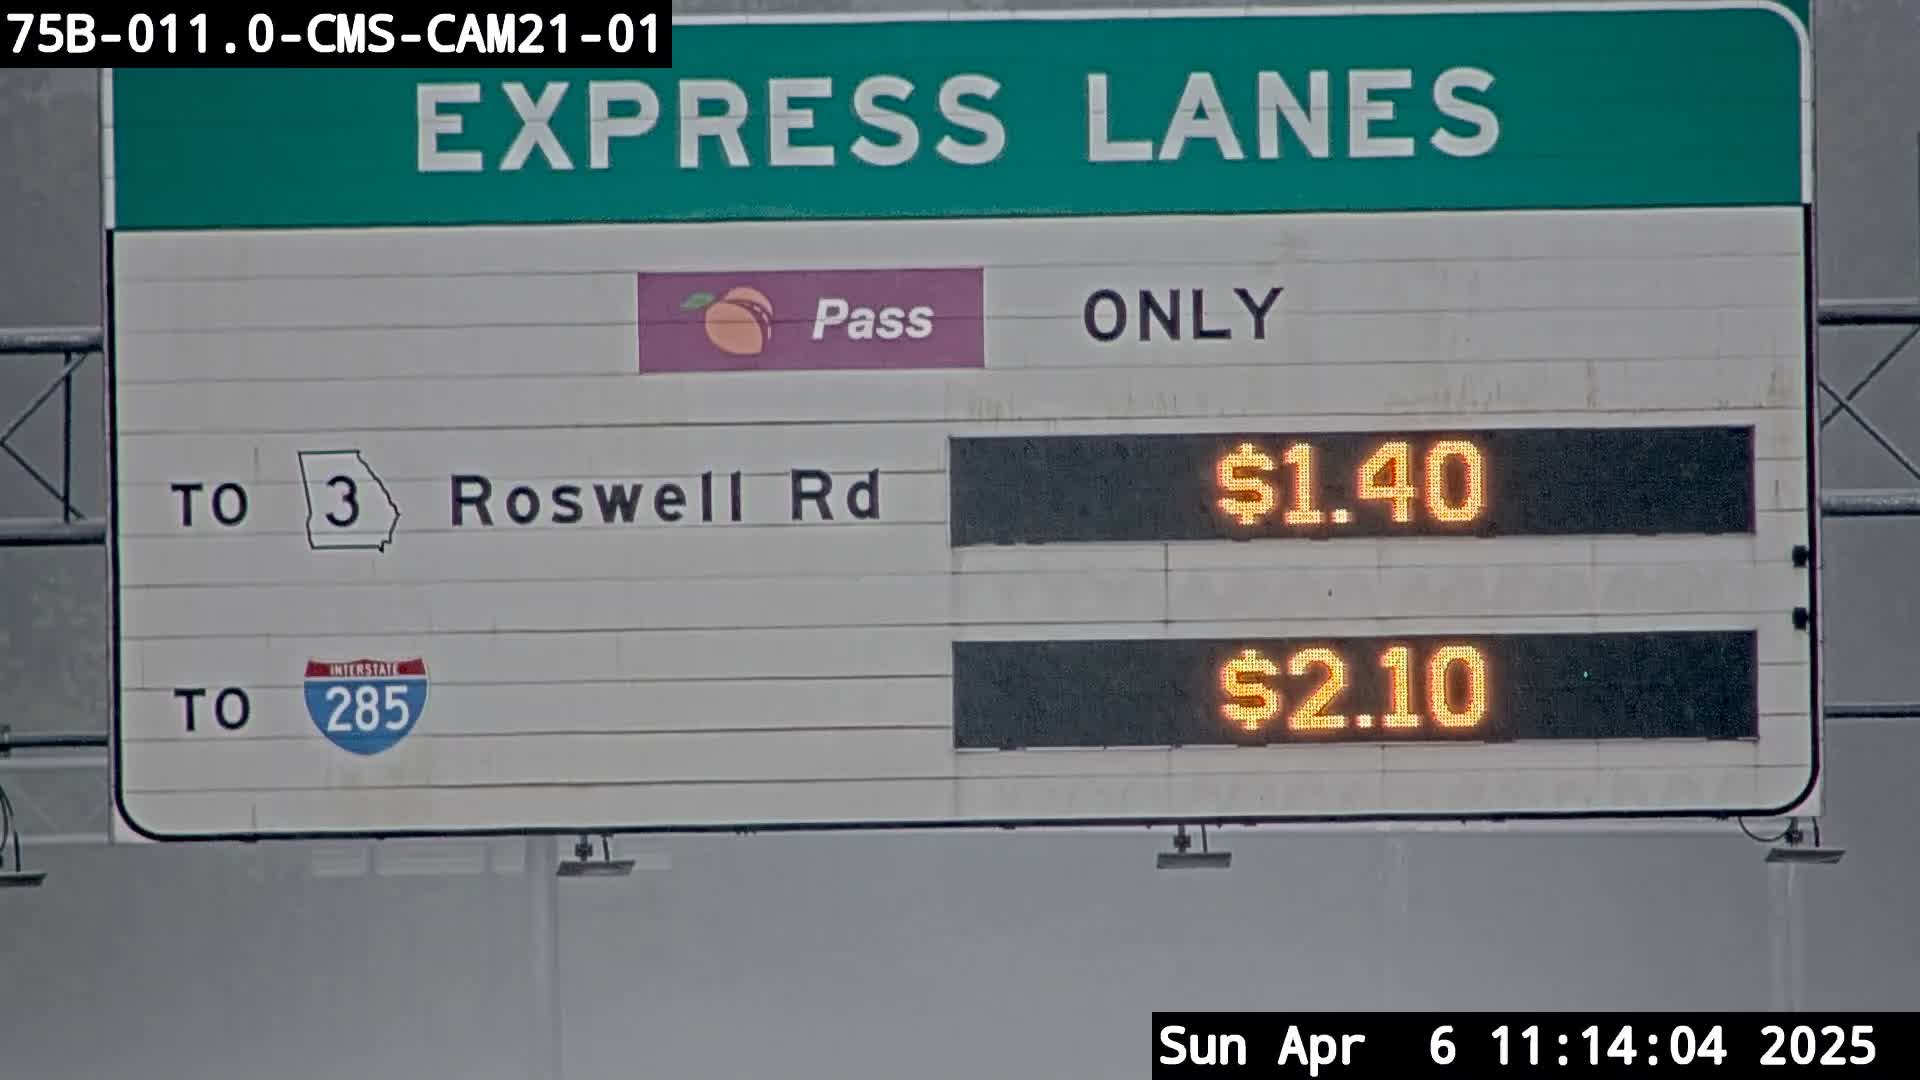 75B-011.0-CMS-CAM21-01
EXPRESS LANES
Pass ONLY
TO 3 Roswell Rd $1.40
INTERSTATE
TO 285 $2.10
Sun Apr 6 11:14:04 2025